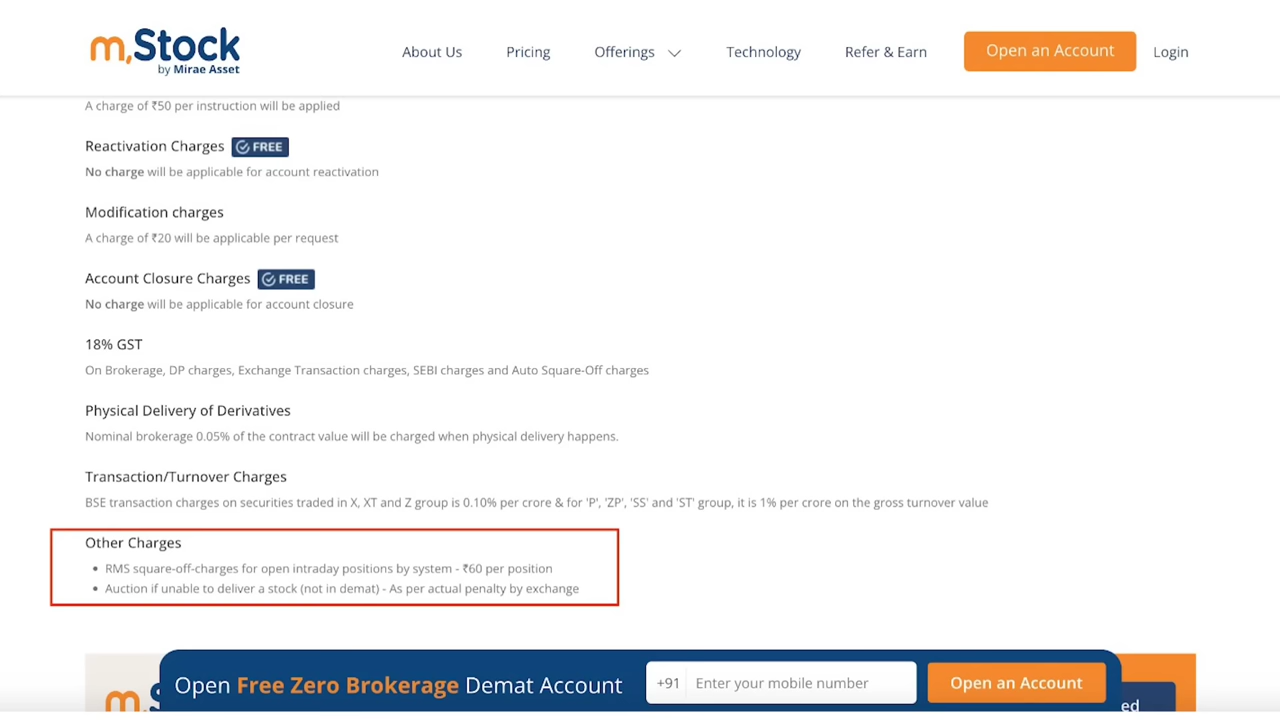 m.Stock
by Mirae Asset
About Us Pricing Offerings Technology Refer & Earn Open an Account Login
A charge of ₹50 per instruction will be applied
Reactivation Charges FREE
No charge will be applicable for account reactivation
Modification charges
A charge of ₹20 will be applicable per request
Account Closure Charges FREE
No charge will be applicable for account closure
18% GST
On Brokerage, DP charges, Exchange Transaction charges, SEBI charges and Auto Square-Off charges
Physical Delivery of Derivatives
Nominal brokerage 0.05% of the contract value will be charged when physical delivery happens.
Transaction/Turnover Charges
BSE transaction charges on securities traded in X, XT and Z group is 0.10% per crore & for 'P', 'ZP', 'SS' and 'ST' group, it is 1% per crore on the gross turnover value
Other Charges
• RMS square-off-charges for open intraday positions by system - ₹60 per position
• Auction if unable to deliver a stock (not in demat) - As per actual penalty by exchange
Open Free Zero Brokerage Demat Account +91 Enter your mobile number Open an Account